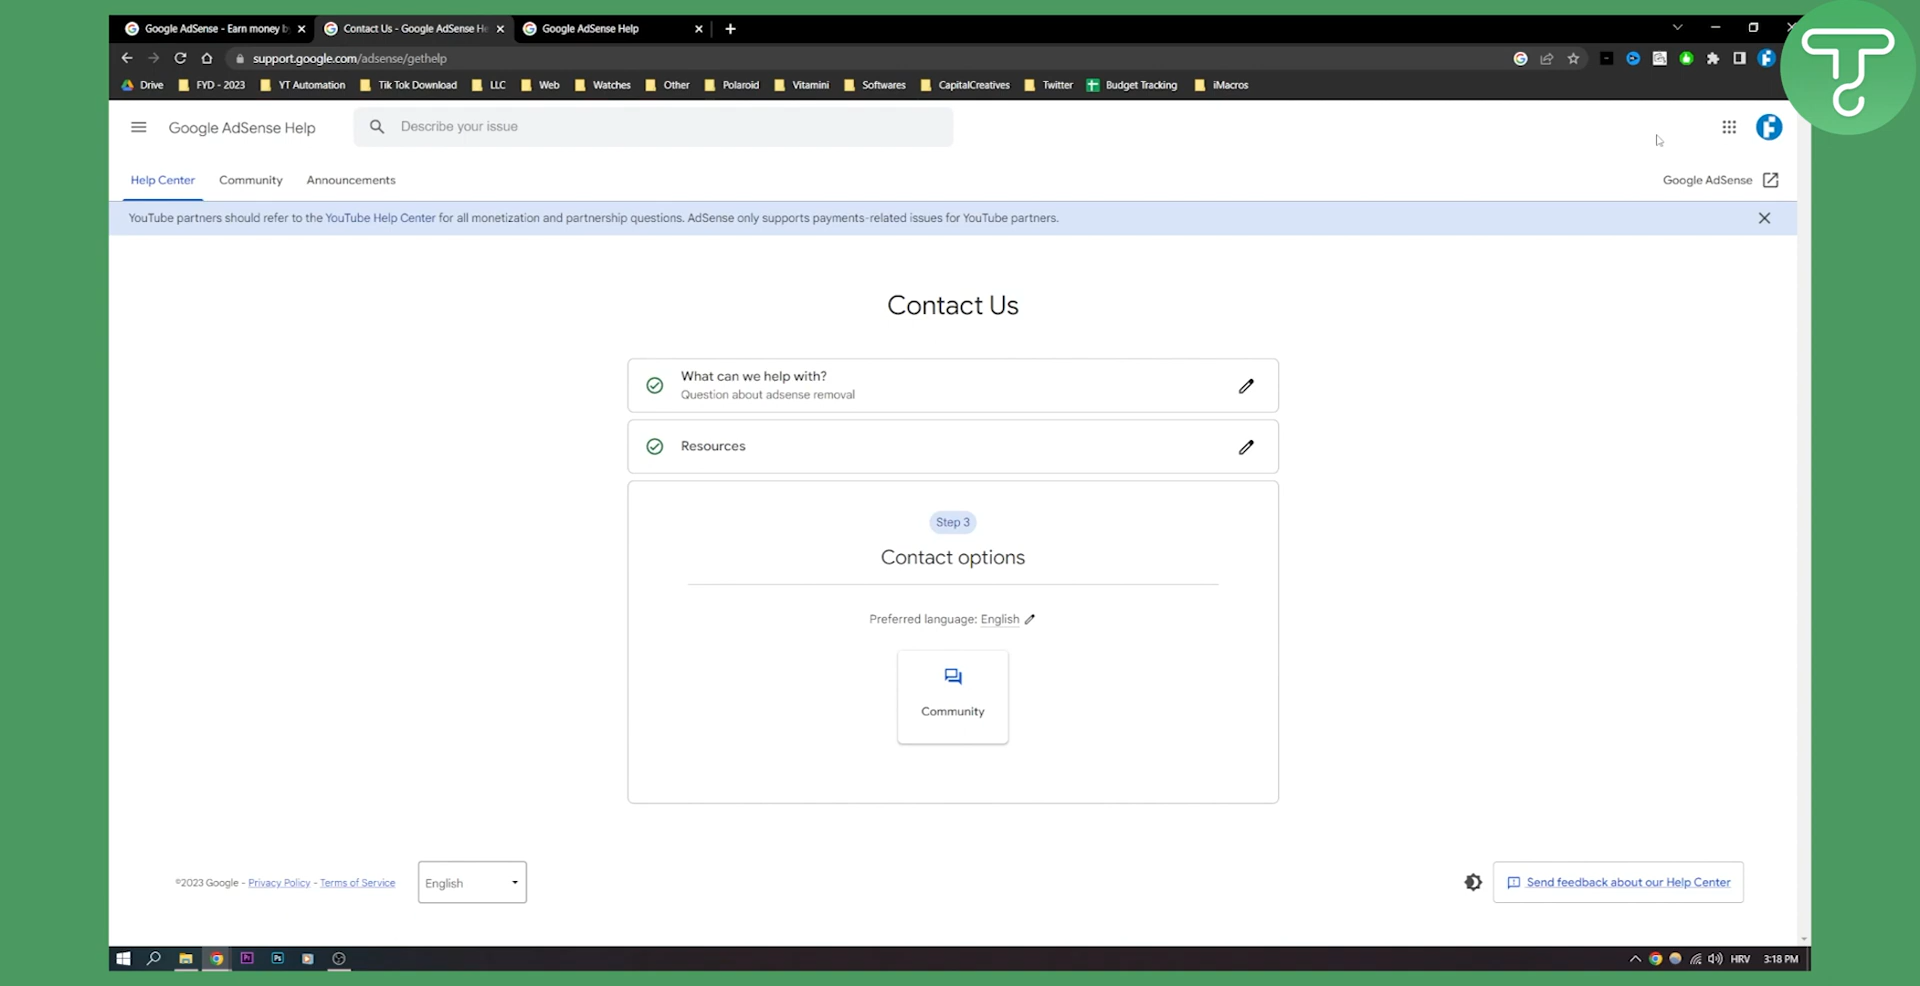 Google AdSense - Earn money b
Contact Us - Google AdSense He
Google AdSense Help
support.google.com/adsense/gethelp
Drive
FYD - 2023
YT Automation
Tik Tok Download
LLC
Web
Watches
Other
Polaroid
Vitamini
Softwares
CapitalCreatives
Twitter
Budget Tracking
iMacros
Google AdSense Help
Describe your issue
Help Center
Community
Announcements
Google AdSense
YouTube partners should refer to the YouTube Help Center for all monetization and partnership questions. AdSense only supports payments-related issues for YouTube partners.
Contact Us
What can we help with?
Question about adsense removal
Resources
Step 3
Contact options
Preferred language: English
Community
©2023 Google - Privacy Policy - Terms of Service
English
Send feedback about our Help Center
Pr
Ps
HRV
3:18 PM